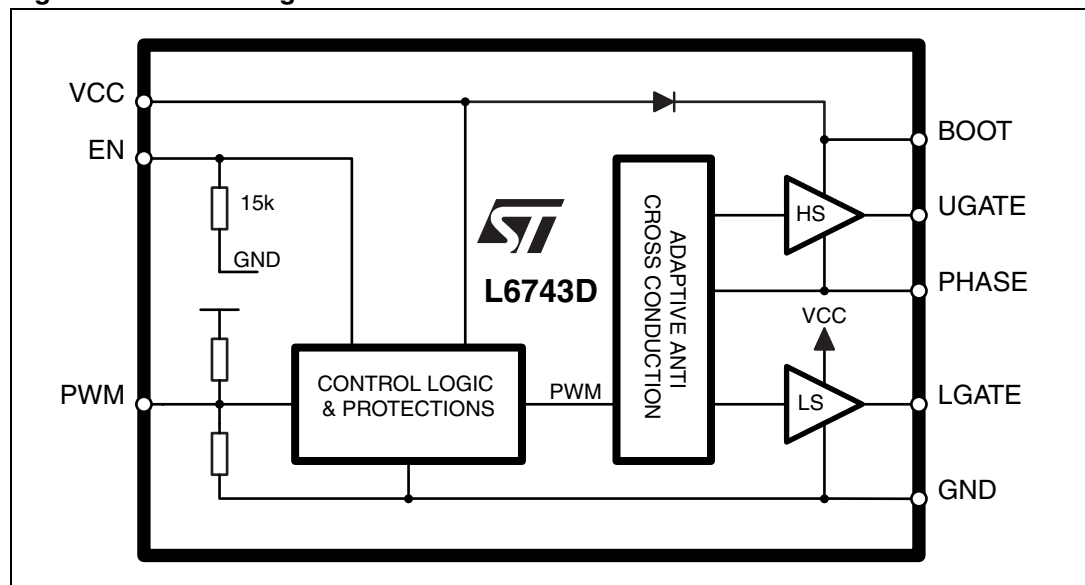 VCC
EN
15k
GND
PWM
ST
L6743D
CONTROL LOGIC
& PROTECTIONS
PWM
ADAPTIVE ANTI
CROSS CONDUCTION
HS
VCC
LS
BOOT
UGATE
PHASE
LGATE
GND